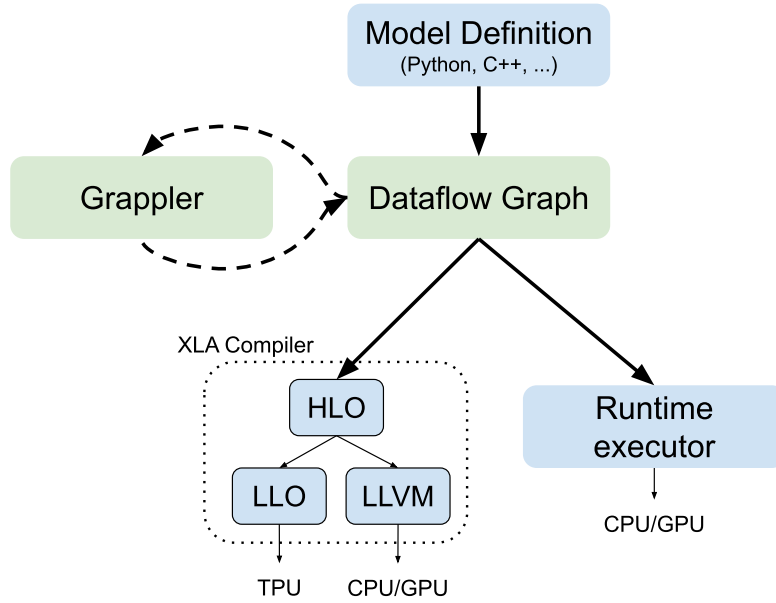 Model Definition
(Python, C++, ...)
Grappler
Dataflow Graph
XLA Compiler
HLO
Runtime
executor
LLO
LLVM
CPU/GPU
TPU
CPU/GPU